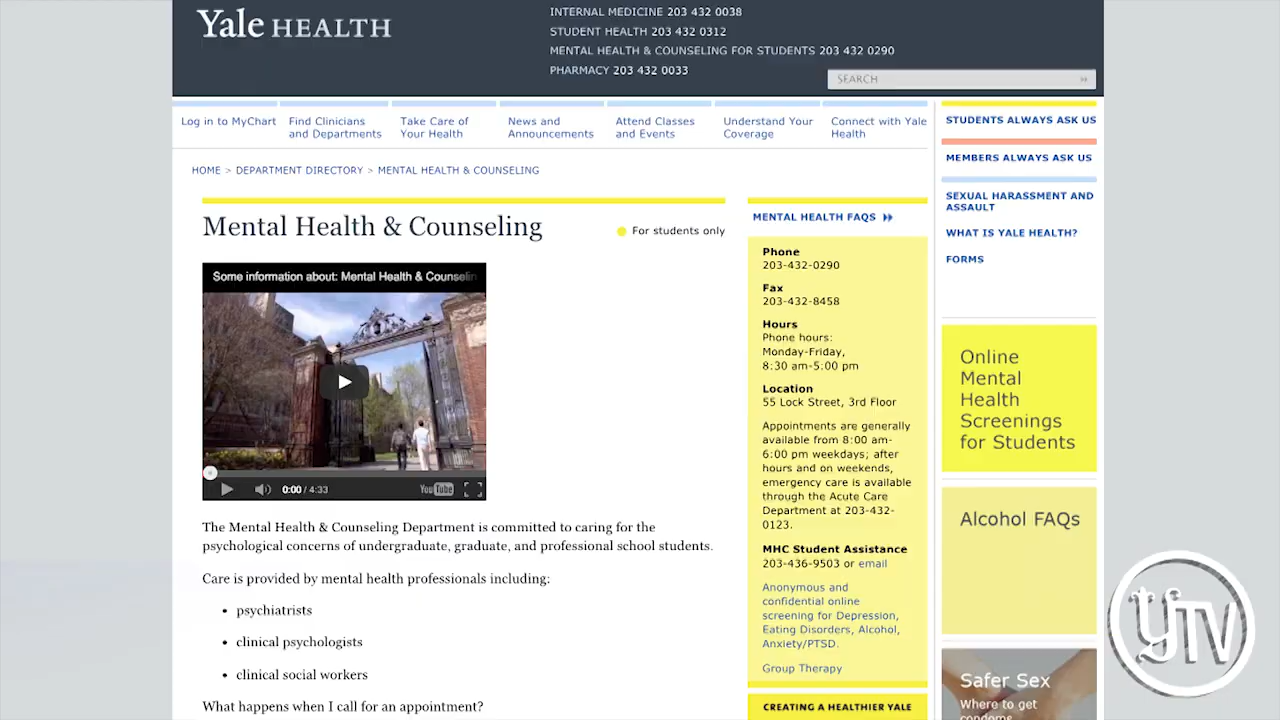 Yale HEALTH
INTERNAL MEDICINE 203 432 0038
STUDENT HEALTH 203 432 0312
MENTAL HEALTH & COUNSELING FOR STUDENTS 203 432 0290
PHARMACY 203 432 0033
SEARCH
Log in to MyChart
Find Clinicians
and Departments
Take Care of
Your Health
News and
Announcements
Attend Classes
and Events
Understand Your
Coverage
Connect with Yale
Health
HOME > DEPARTMENT DIRECTORY > MENTAL HEALTH & COUNSELING
Mental Health & Counseling
For students only
Some information about: Mental Health & Counselin
0:00 / 4:33
YouTube
The Mental Health & Counseling Department is committed to caring for the
psychological concerns of undergraduate, graduate, and professional school students.
Care is provided by mental health professionals including:
• psychiatrists
• clinical psychologists
• clinical social workers
What happens when I call for an appointment?
MENTAL HEALTH FAQS
Phone
203-432-0290
Fax
203-432-8458
Hours
Phone hours:
Monday-Friday,
8:30 am-5:00 pm
Location
55 Lock Street, 3rd Floor
Appointments are generally
available from 8:00 am-
6:00 pm weekdays; after
hours and on weekends,
emergency care is available
through the Acute Care
Department at 203-432-
0123.
MHC Student Assistance
203-436-9503 or email
Anonymous and
confidential online
screening for Depression,
Eating Disorders, Alcohol,
Anxiety/PTSD.
Group Therapy
CREATING A HEALTHIER YALE
STUDENTS ALWAYS ASK US
MEMBERS ALWAYS ASK US
SEXUAL HARASSMENT AND
ASSAULT
WHAT IS YALE HEALTH?
FORMS
Online
Mental
Health
Screenings
for Students
Alcohol FAQs
Safer Sex
Where to get
condoms
YTV